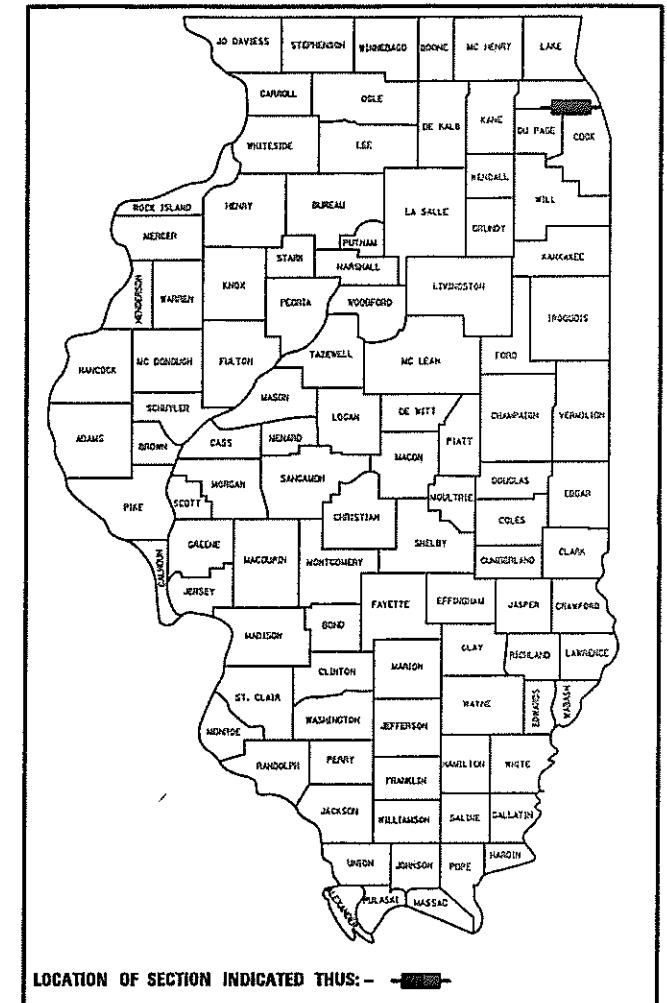 JO DAVIESS STEPHENSON WINNEBAGO BOONE MC HENRY LAKE
CARROLL OGLE DE KALB KANE DU PAGE COOK
WHITESIDE LEE
KENDALL WILL
ROCK ISLAND HENRY BUREAU LA SALLE GRUNDY
MERCER PUTNAM KANKAKEE
STARK MARSHALL
HENDERSON WARREN KNOX PEORIA WOODFORD LIVINGSTON IROQUOIS
HANCOCK MC DONOUGH FULTON TAZEWELL MC LEAN FORD
SCHUYLER MASON LOGAN DE WITT CHAMPAIGN VERMILION
ADAMS BROWN CASS MENARD MACON PIATT
PIKE SCOTT MORGAN SANGAMON MOULTRIE DOUGLAS EDGAR
CHRISTIAN COLES
CALHOUN GREENE MACOUPIN MONTGOMERY SHELBY CUMBERLAND CLARK
JERSEY FAYETTE EFFINGHAM JASPER CRAWFORD
MADISON BOND
CLAY RICHLAND LAWRENCE
CLINTON MARION
ST. CLAIR WAYNE EDWARDS WABASH
MONROE WASHINGTON JEFFERSON
RANDOLPH PERRY HAMILTON WHITE
FRANKLIN
JACKSON WILLIAMSON SALINE GALLATIN
UNION JOHNSON POPE HARDIN
ALEXANDER PULASKI MASSAC
LOCATION OF SECTION INDICATED THUS: -